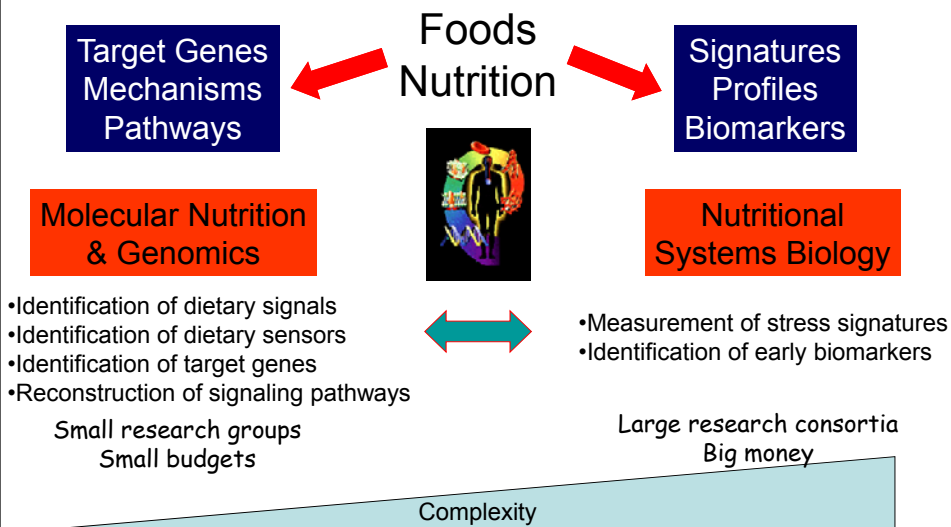 Foods
Nutrition
Target Genes
Mechanisms
Pathways
Signatures
Profiles
Biomarkers
Molecular Nutrition
& Genomics
Nutritional
Systems Biology
•Identification of dietary signals
•Identification of dietary sensors
•Identification of target genes
•Reconstruction of signaling pathways
•Measurement of stress signatures
•Identification of early biomarkers
Small research groups
Small budgets
Large research consortia
Big money
Complexity